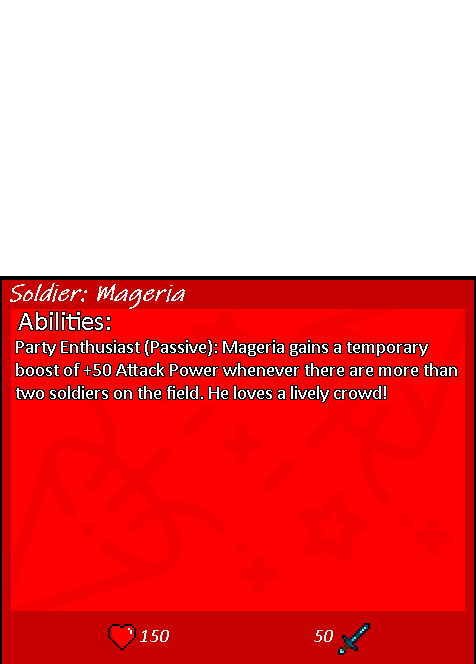 Soldier: Mageria
Abilities:
Party Enthusiast (Passive): Mageria gains a temporary
boost of +50 Attack Power whenever there are more than
two soldiers on the field. He loves a lively crowd!
150
50